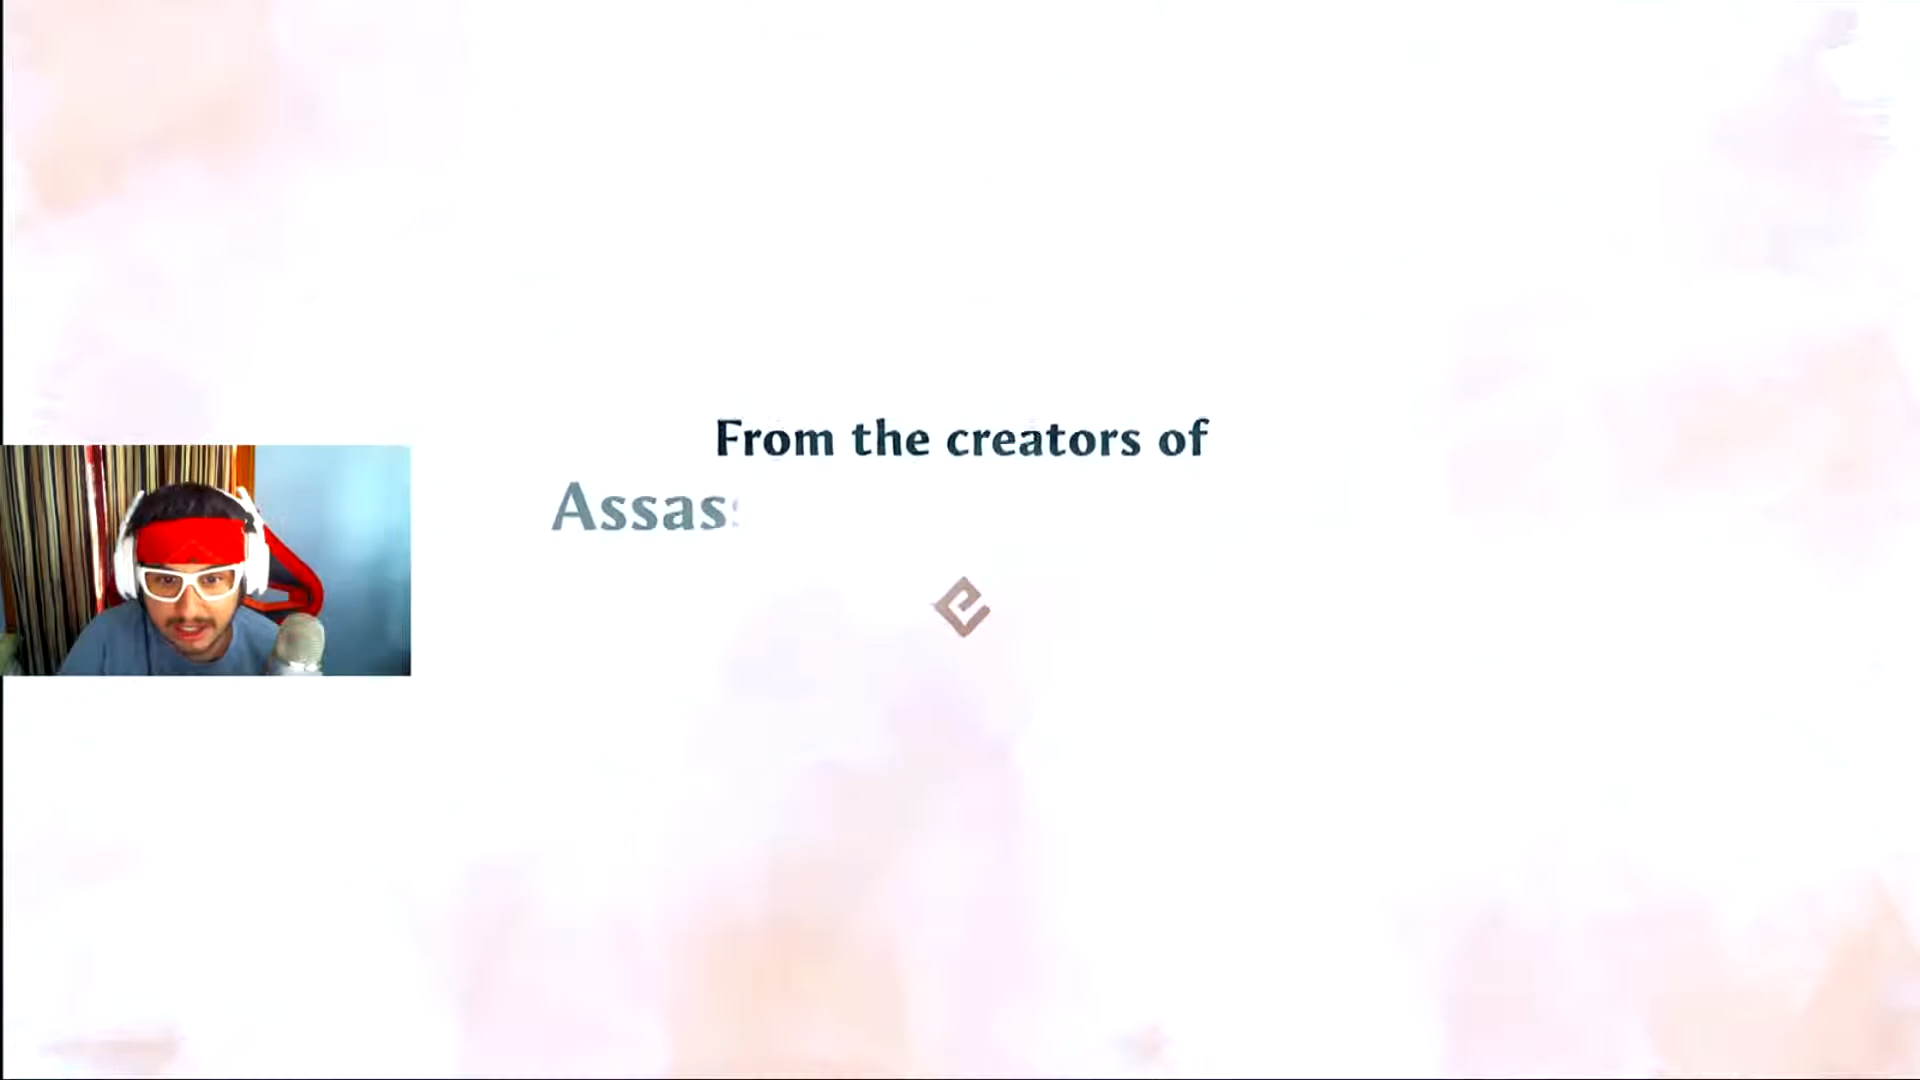 From the creators of
Assas